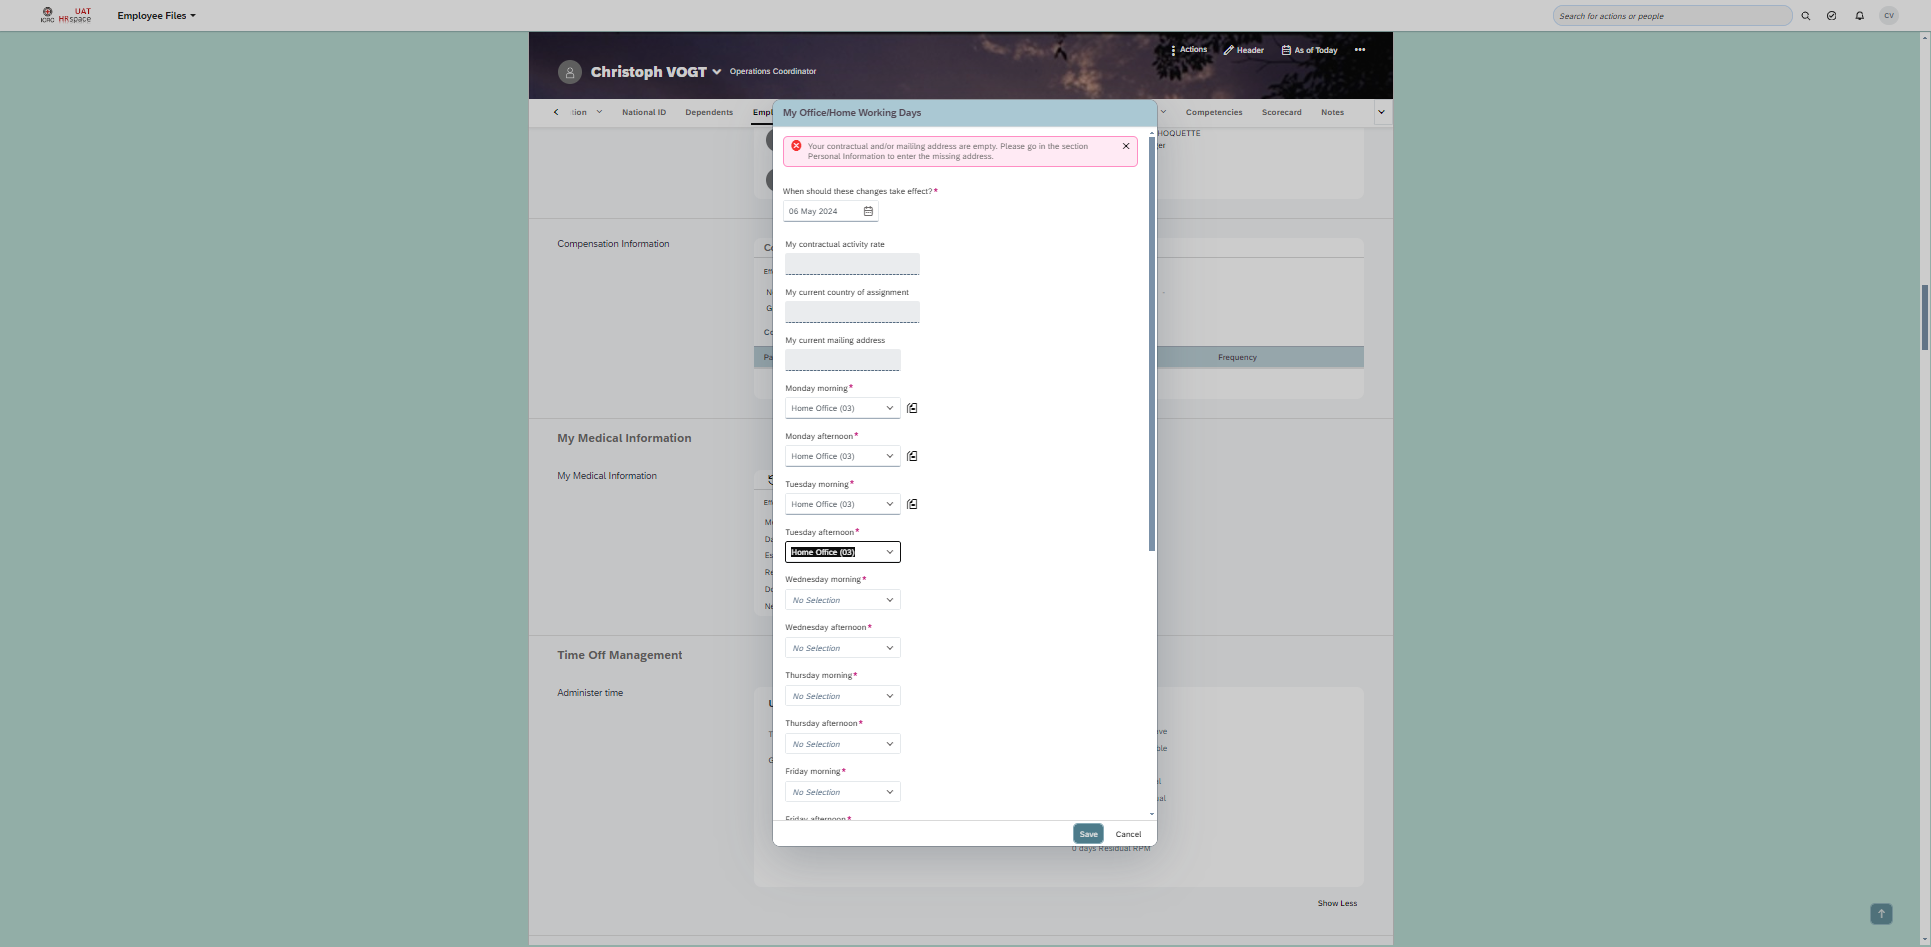 ICRC
UAT
HRspace
Employee Files
Search for actions or people
CV
Actions
Header
As of Today
Christoph VOGT
Operations Coordinator
tion
National ID
Dependents
Empl
Competencies
Scorecard
Notes
My Office/Home Working Days
HOQUETTE
ger
Your contractual and/or maililng address are empty. Please go in the section
Personal Information to enter the missing address.
When should these changes take effect?*
06 May 2024
Compensation Information
My contractual activity rate
My current country of assignment
My current mailing address
Frequency
Monday morning*
Home Office (03)
Monday afternoon*
Home Office (03)
My Medical Information
My Medical Information
Tuesday morning*
Home Office (03)
Tuesday afternoon*
Home Office (03)
Wednesday morning*
No Selection
Wednesday afternoon*
No Selection
Time Off Management
Administer time
Thursday morning*
No Selection
Thursday afternoon*
No Selection
Friday morning*
No Selection
Friday afternoon*
Save
Cancel
0 days Residual RPM
Show Less